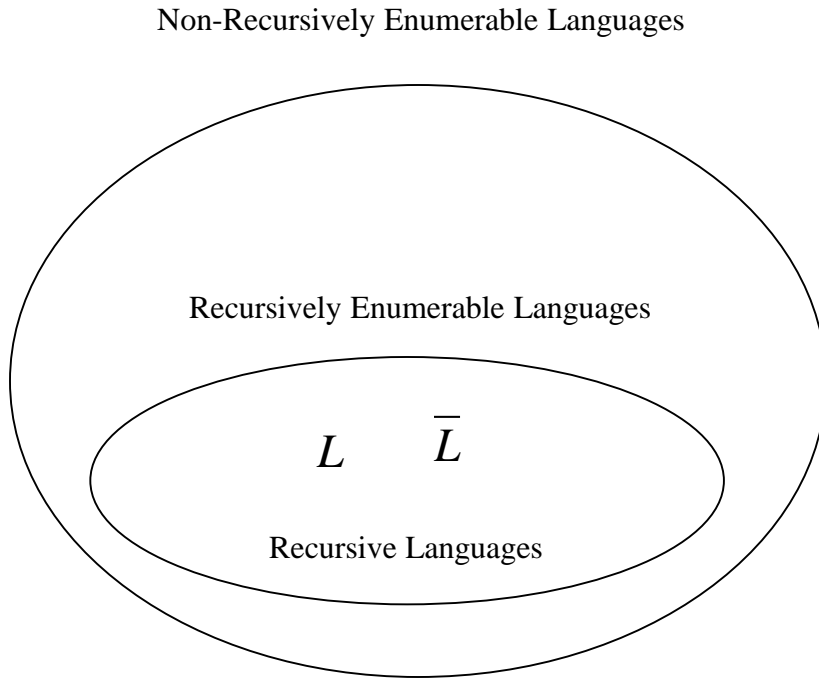 Non-Recursively Enumerable Languages
Recursively Enumerable Languages
L L̅
Recursive Languages